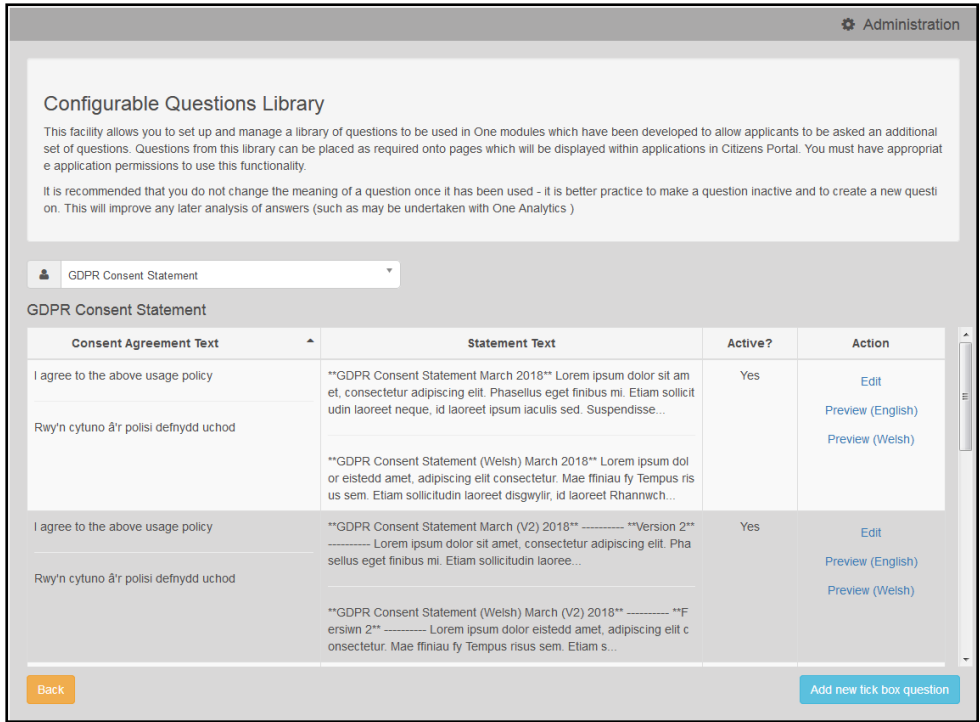 Administration
Configurable Questions Library
This facility allows you to set up and manage a library of questions to be used in One modules which have been developed to allow applicants to be asked an additional
set of questions. Questions from this library can be placed as required onto pages which will be displayed within applications in Citizens Portal. You must have appropriat
e application permissions to use this functionality.
It is recommended that you do not change the meaning of a question once it has been used - it is better practice to make a question inactive and to create a new questi
on. This will improve any later analysis of answers (such as may be undertaken with One Analytics )
GDPR Consent Statement
GDPR Consent Statement
Consent Agreement Text Statement Text Active? Action
I agree to the above usage policy
Rwy'n cytuno â'r polisi defnydd uchod
**GDPR Consent Statement March 2018** Lorem ipsum dolor sit am
et, consectetur adipiscing elit. Phasellus eget finibus mi. Etiam sollicit
udin laoreet neque, id laoreet ipsum iaculis sed. Suspendisse...
**GDPR Consent Statement (Welsh) March 2018** Lorem ipsum dol
or eistedd amet, adipiscing elit consectetur. Mae ffiniau fy Tempus ris
us sem. Etiam sollicitudin laoreet disgwylir, id laoreet Rhannwch...
Yes
Edit
Preview (English)
Preview (Welsh)
I agree to the above usage policy
Rwy'n cytuno â'r polisi defnydd uchod
**GDPR Consent Statement March (V2) 2018** ---------- **Version 2**
---------- Lorem ipsum dolor sit amet, consectetur adipiscing elit. Pha
sellus eget finibus mi. Etiam sollicitudin laoree...
**GDPR Consent Statement (Welsh) March (V2) 2018** ---------- **F
ersiwn 2** ---------- Lorem ipsum dolor eistedd amet, adipiscing elit c
onsectetur. Mae ffiniau fy Tempus risus sem. Etiam s...
Yes
Edit
Preview (English)
Preview (Welsh)
Back
Add new tick box question